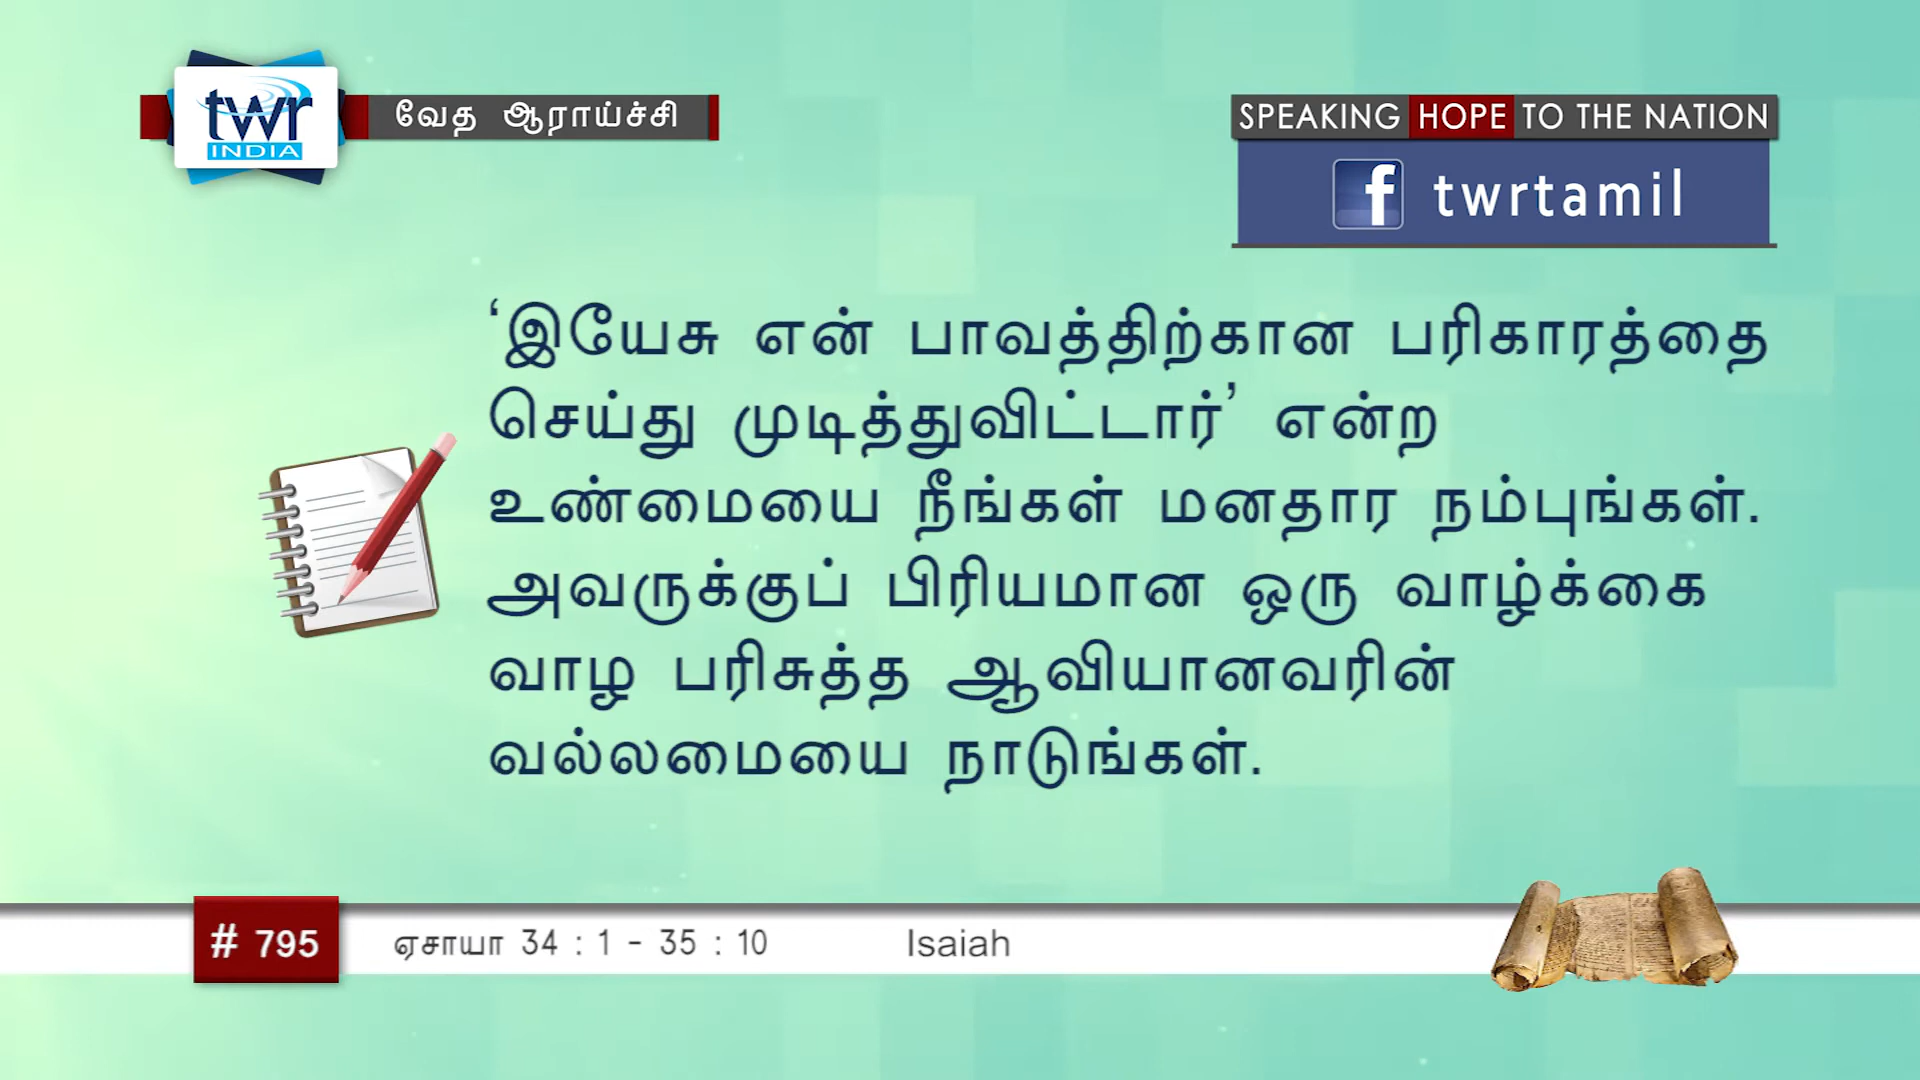 twr
INDIA
வேத ஆராய்ச்சி
SPEAKING HOPE TO THE NATION
f twrtamil
‘இயேசு என் பாவத்திற்கான பரிகாரத்தை
செய்து முடித்துவிட்டார்’ என்ற
உண்மையை நீங்கள் மனதார நம்புங்கள்.
அவருக்குப் பிரியமான ஒரு வாழ்க்கை
வாழ பரிசுத்த ஆவியானவரின்
வல்லமையை நாடுங்கள்.
# 795 ஏசாயா 34 : 1 - 35 : 10 Isaiah